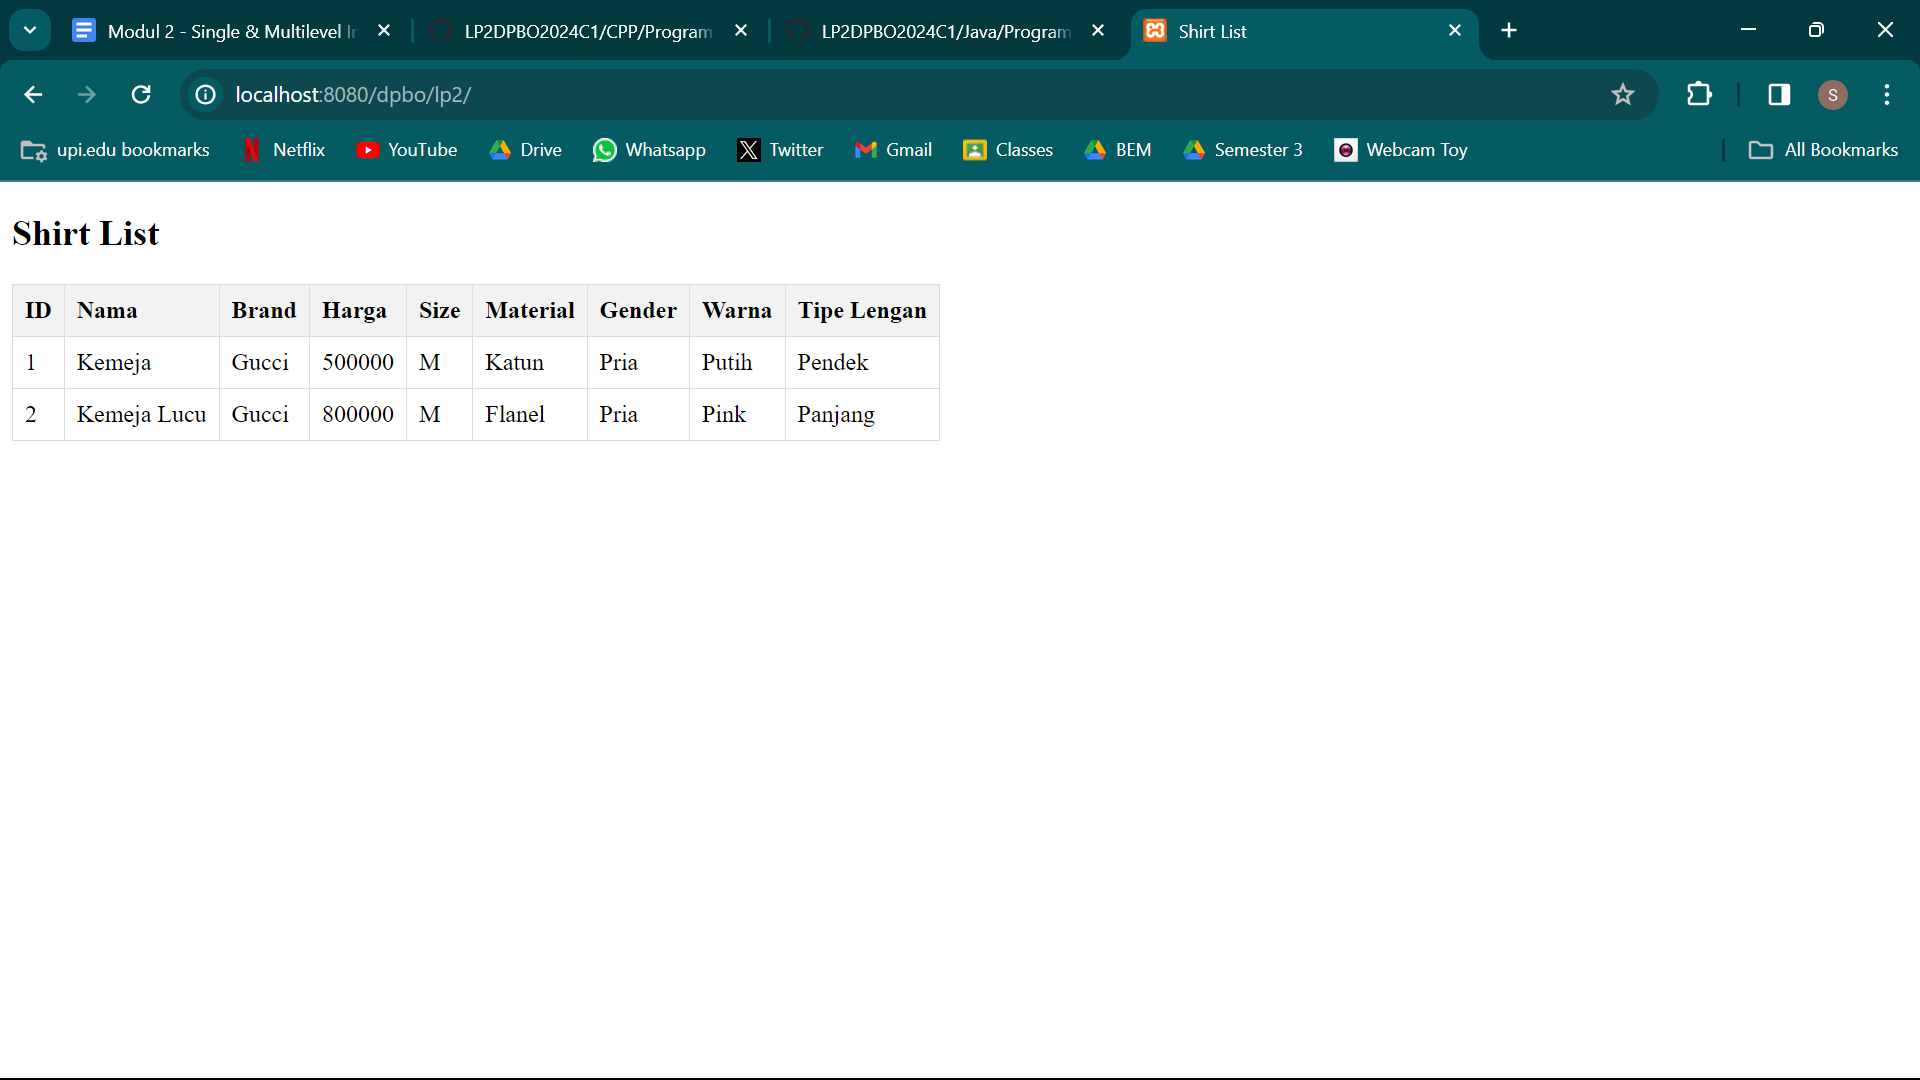 Modul 2 - Single & Multilevel In
LP2DPBO2024C1/CPP/Program
LP2DPBO2024C1/Java/Program
Shirt List
localhost:8080/dpbo/lp2/
S
upi.edu bookmarks Netflix YouTube Drive Whatsapp Twitter Gmail Classes BEM Semester 3 Webcam Toy All Bookmarks
Shirt List
ID Nama Brand Harga Size Material Gender Warna Tipe Lengan
1 Kemeja Gucci 500000 M Katun Pria Putih Pendek
2 Kemeja Lucu Gucci 800000 M Flanel Pria Pink Panjang